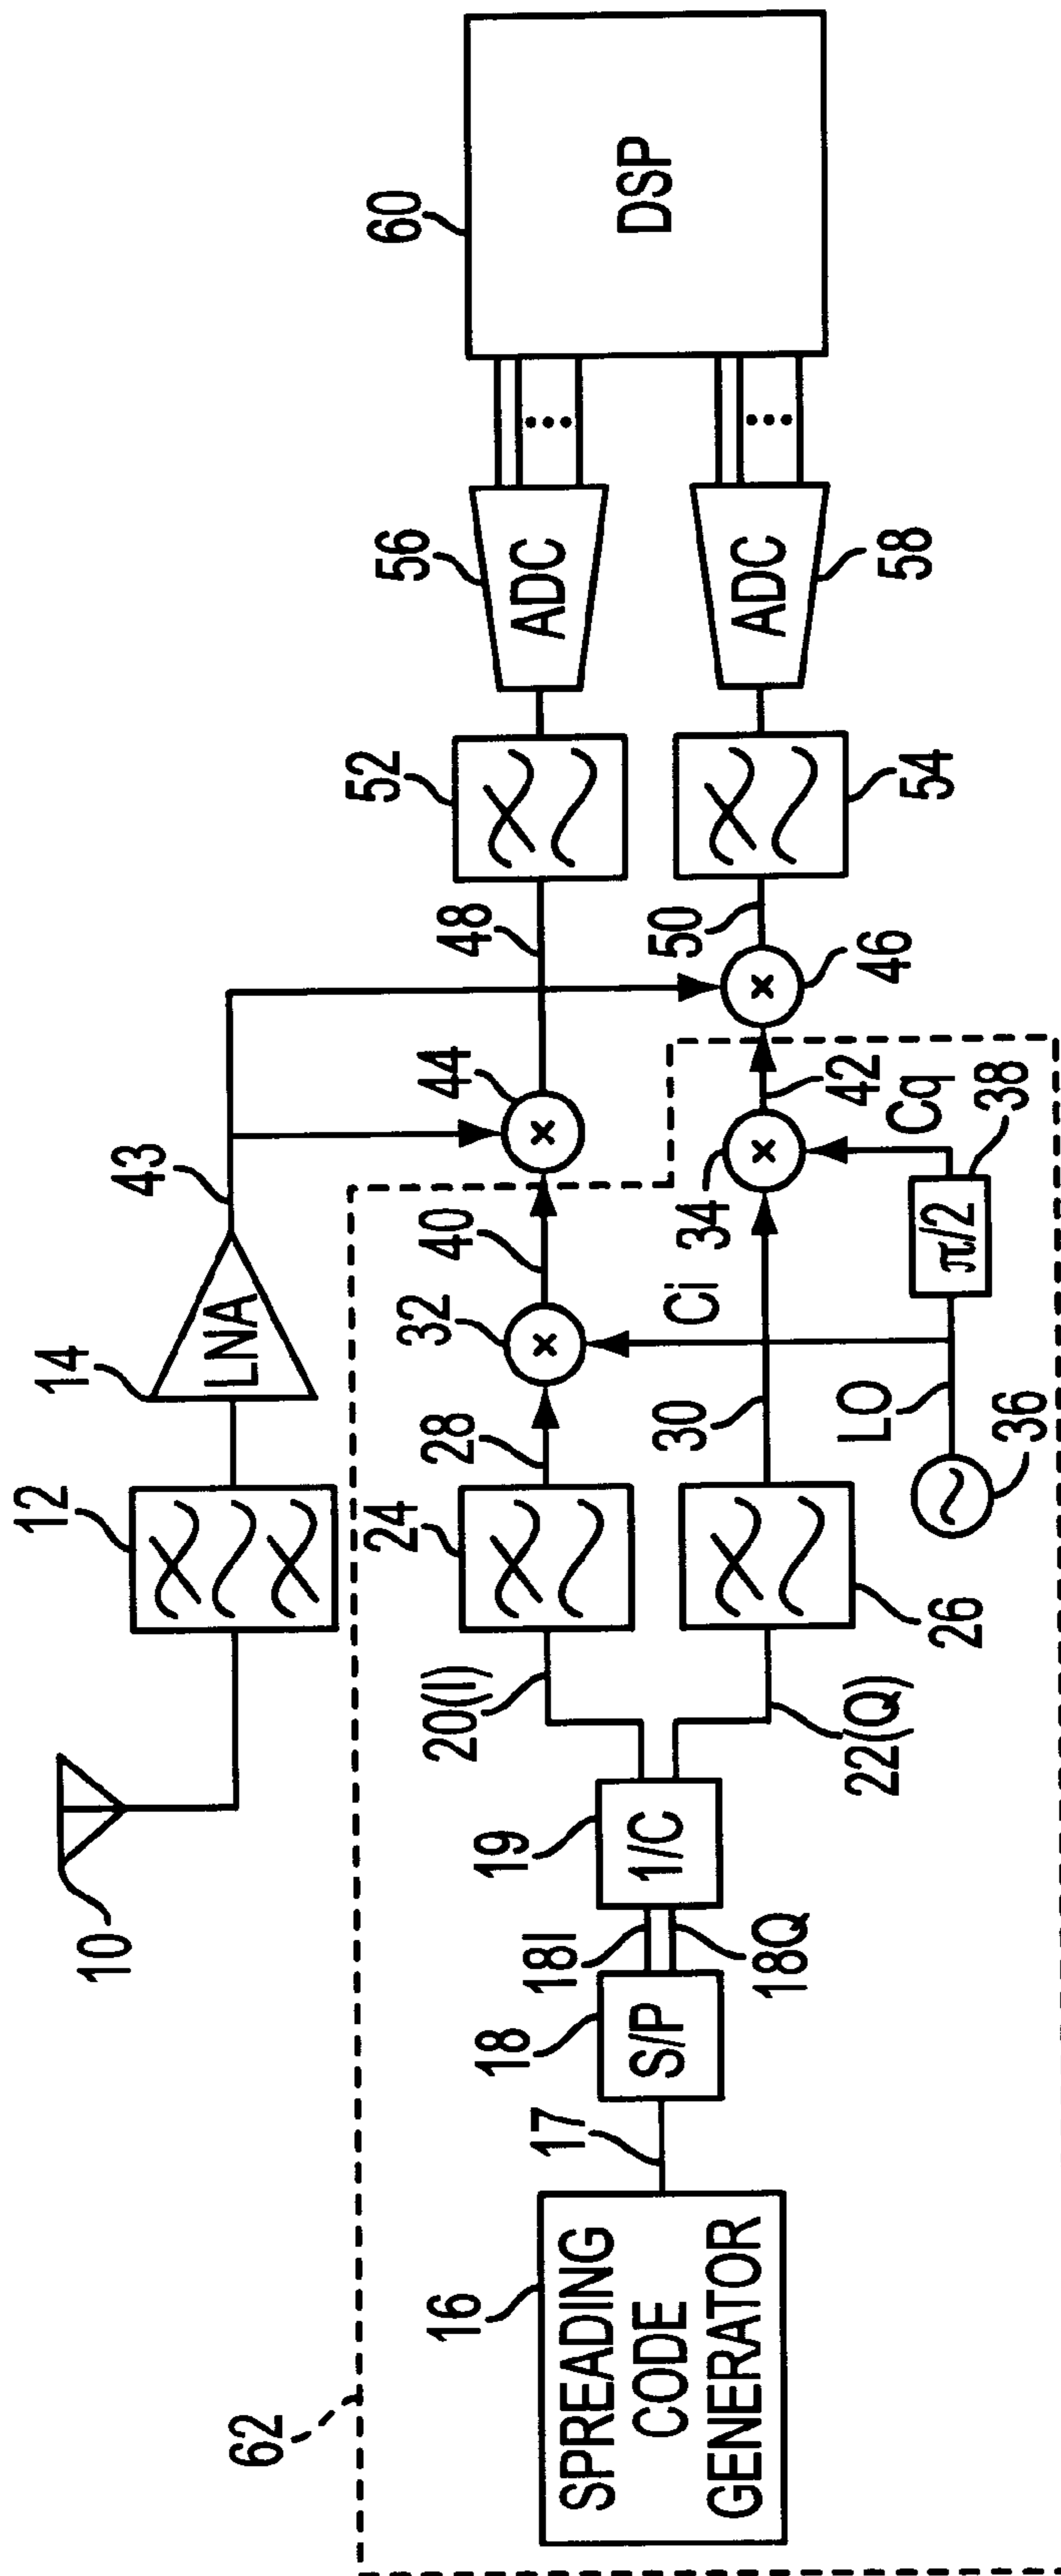 10
12
14
LNA
43
62
16
SPREADING
CODE
GENERATOR
17
18
S/P
18I
18Q
19
1/C
20(I)
22(Q)
24
26
28
30
32
34
Ci
LO
36
π/2
38
Cq
40
42
44
46
48
50
52
54
56
ADC
ADC
58
60
DSP